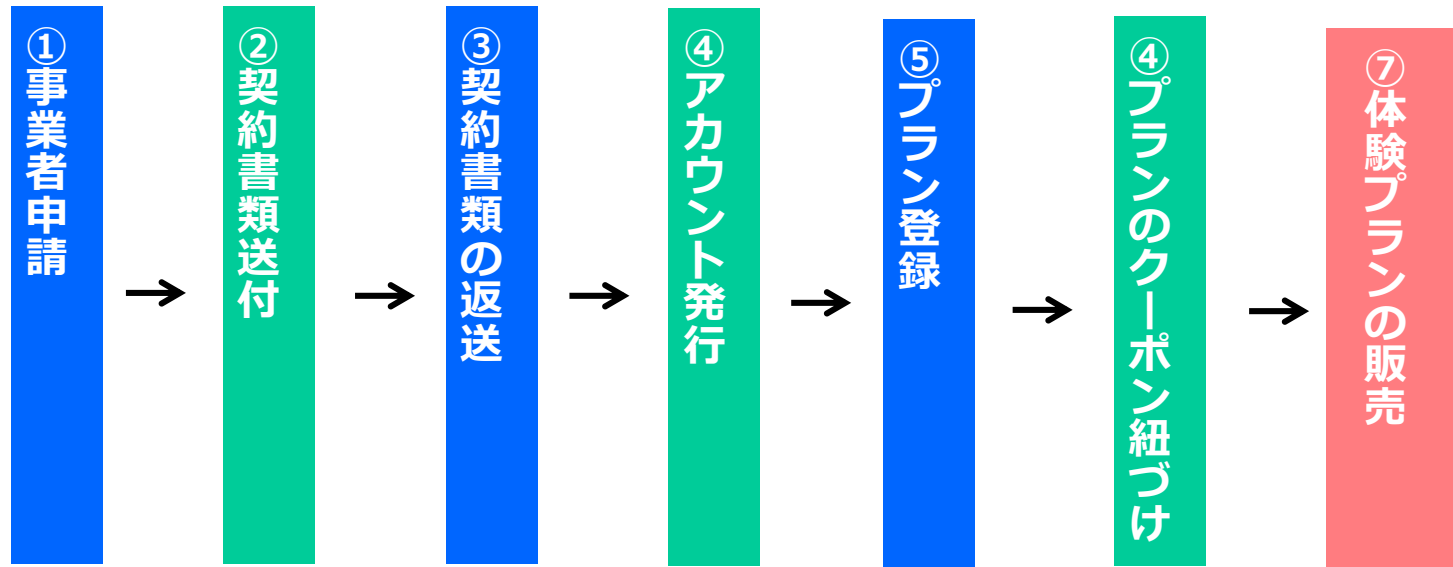 ①事業者申請
②契約書類送付
③契約書類の返送
④アカウント発行
⑤プラン登録
④プランのクーポン紐づけ
⑦体験プランの販売